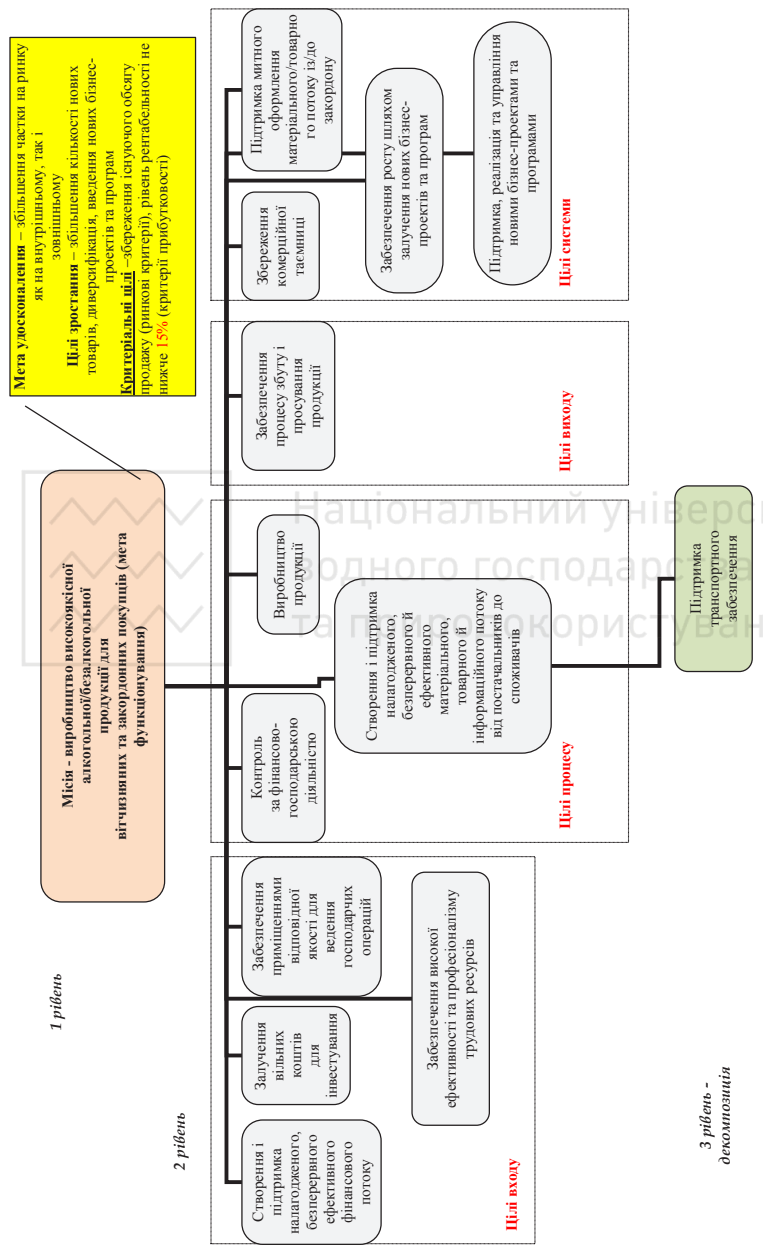 1 рівень
Місія - виробництво високоякісної
алкогольної/безалкогольної
продукції для
вітчизняних та закордонних покупців (мета
функціонування)
Мета удосконалення – збільшення частки на ринку
як на внутрішньому, так і
зовнішньому
Цілі зростання – збільшення кількості нових
товарів, диверсифікація, введення нових бізнес-
проектів та програм
Критеріальні цілі –збереження існуючого обсягу
продажу (ринкові критерії), рівень рентабельності не
нижче 15% (критерії прибутковості)
2 рівень
Створення і
підтримка
налагодженого,
безперервного
ефективного
фінансового
потоку
Залучення
вільних
коштів
для
інвестування
Забезпечення
приміщеннями
відповідної
якості для
ведення
господарчих
операцій
Забезпечення високої
ефективності та професіоналізму
трудових ресурсів
Цілі входу
Контроль
за фінансово-
господарською
діяльністю
Виробництво
продукції
Створення і підтримка
налагодженого,
безперервного й
ефективного
матеріального,
товарного й
інформаційного потоку
від постачальників до
споживачів
Цілі процесу
Забезпечення
процесу збуту і
просування
продукції
Цілі виходу
Збереження
комерційної
таємниці
Підтримка митного
оформлення
матеріального/товарно
го потоку із/до
закордону
Забезпечення росту шляхом
залучення нових бізнес-
проектів та програм
Підтримка, реалізація та управління
новими бізнес-проектами та
програмами
Цілі системи
3 рівень -
декомпозиція
Підтримка
транспортного
забезпечення
Національний універс
водного господарства
та природокористуван